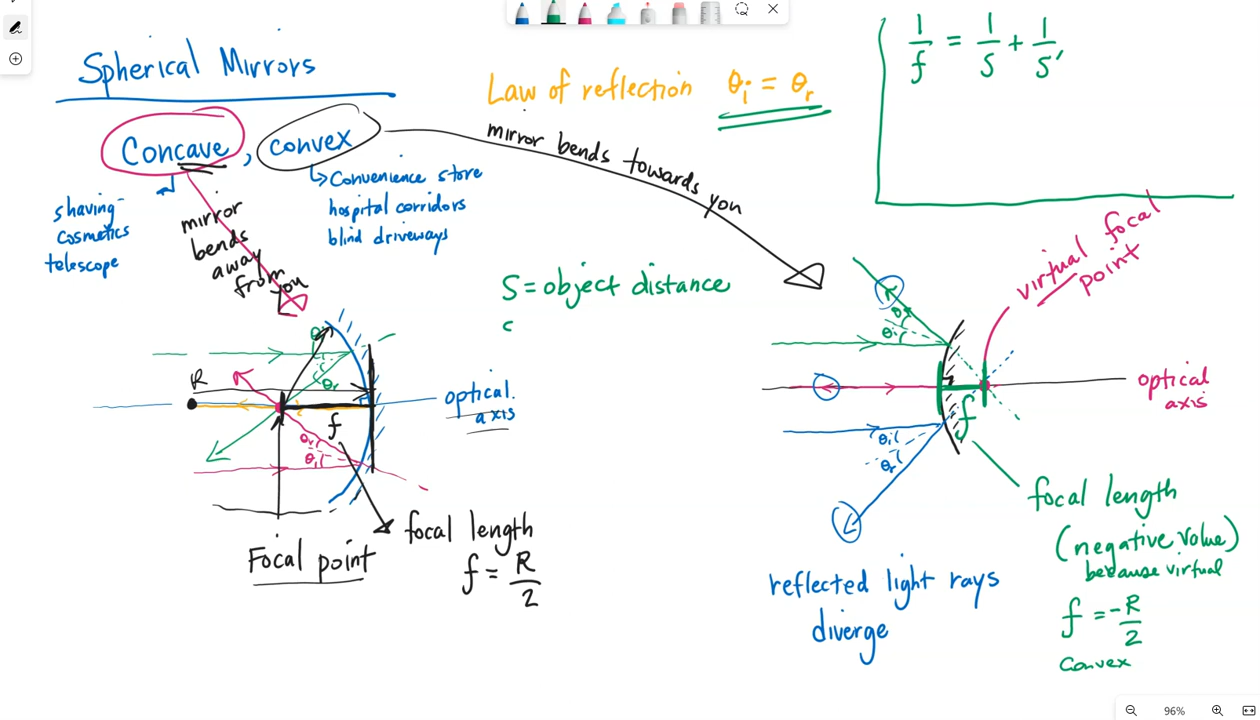 Spherical Mirrors
Concave, convex
shaving
cosmetics
telescope
↳ Convenience store
hospital corridors
blind driveways
mirror
bends
away
from
you
Law of reflection θi = θr
mirror bends towards you
1/f = 1/s + 1/s'
S = object distance
R
θi
θr
f
θr
θi
optical
axis
Focal point
focal length
f = R/2
virtual focal
point
θr
θi
optical
axis
f
θi
θr
focal length
(negative value)
because virtual
f = -R/2
Convex
reflected light rays
diverge
96%